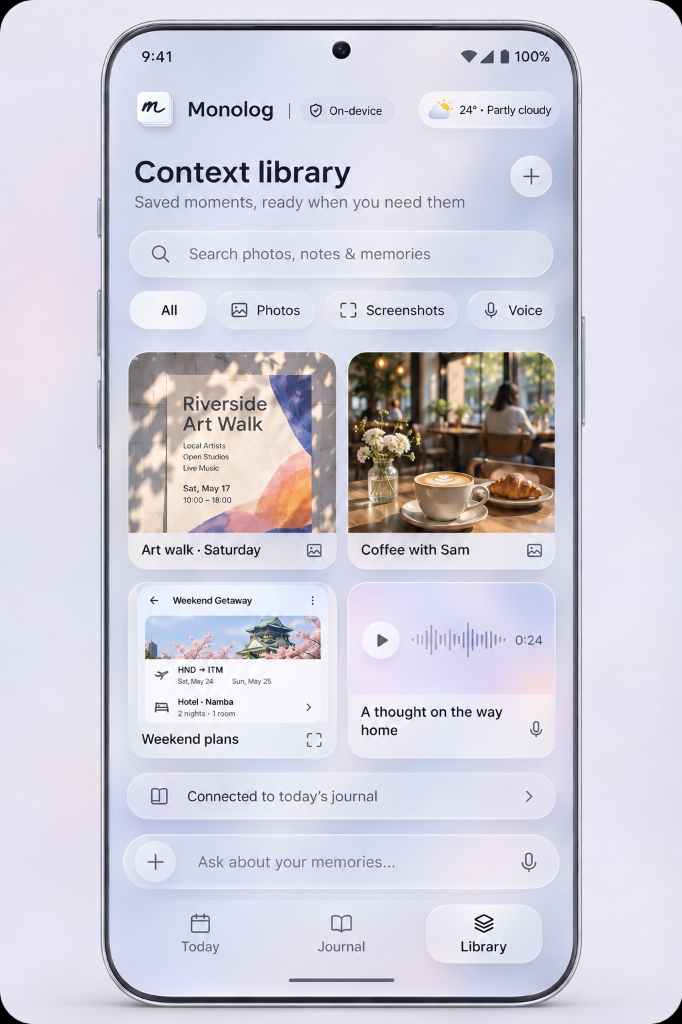 9:41
100%
m
Monolog | On-device
24° • Partly cloudy
Context library
Saved moments, ready when you need them
Search photos, notes & memories
All
Photos
Screenshots
Voice
Riverside
Art Walk
Local Artists
Open Studios
Live Music
Sat, May 17
10:00 – 18:00
Art walk · Saturday
Coffee with Sam
Weekend Getaway
HND → ITM
Sat, May 24 Sun, May 25
Hotel · Namba
2 nights · 1 room
Weekend plans
0:24
A thought on the way
home
Connected to today's journal
Ask about your memories...
Today
Journal
Library